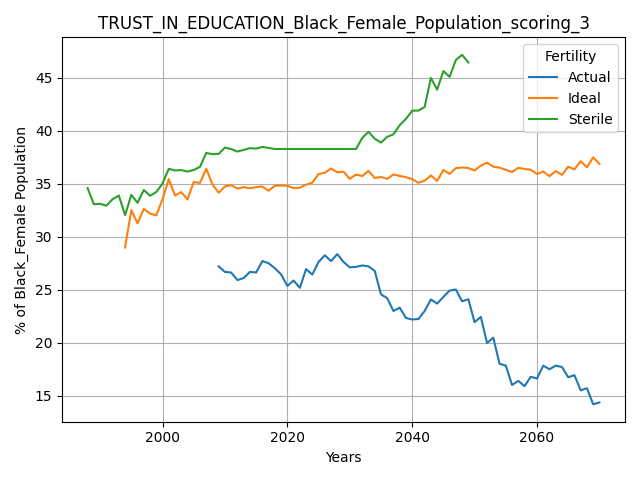 TRUST_IN_EDUCATION_Black_Female_Population_scoring_3
Fertility
Actual
Ideal
Sterile
% of Black_Female Population
45
40
35
30
25
20
15
2000
2020
2040
2060
Years